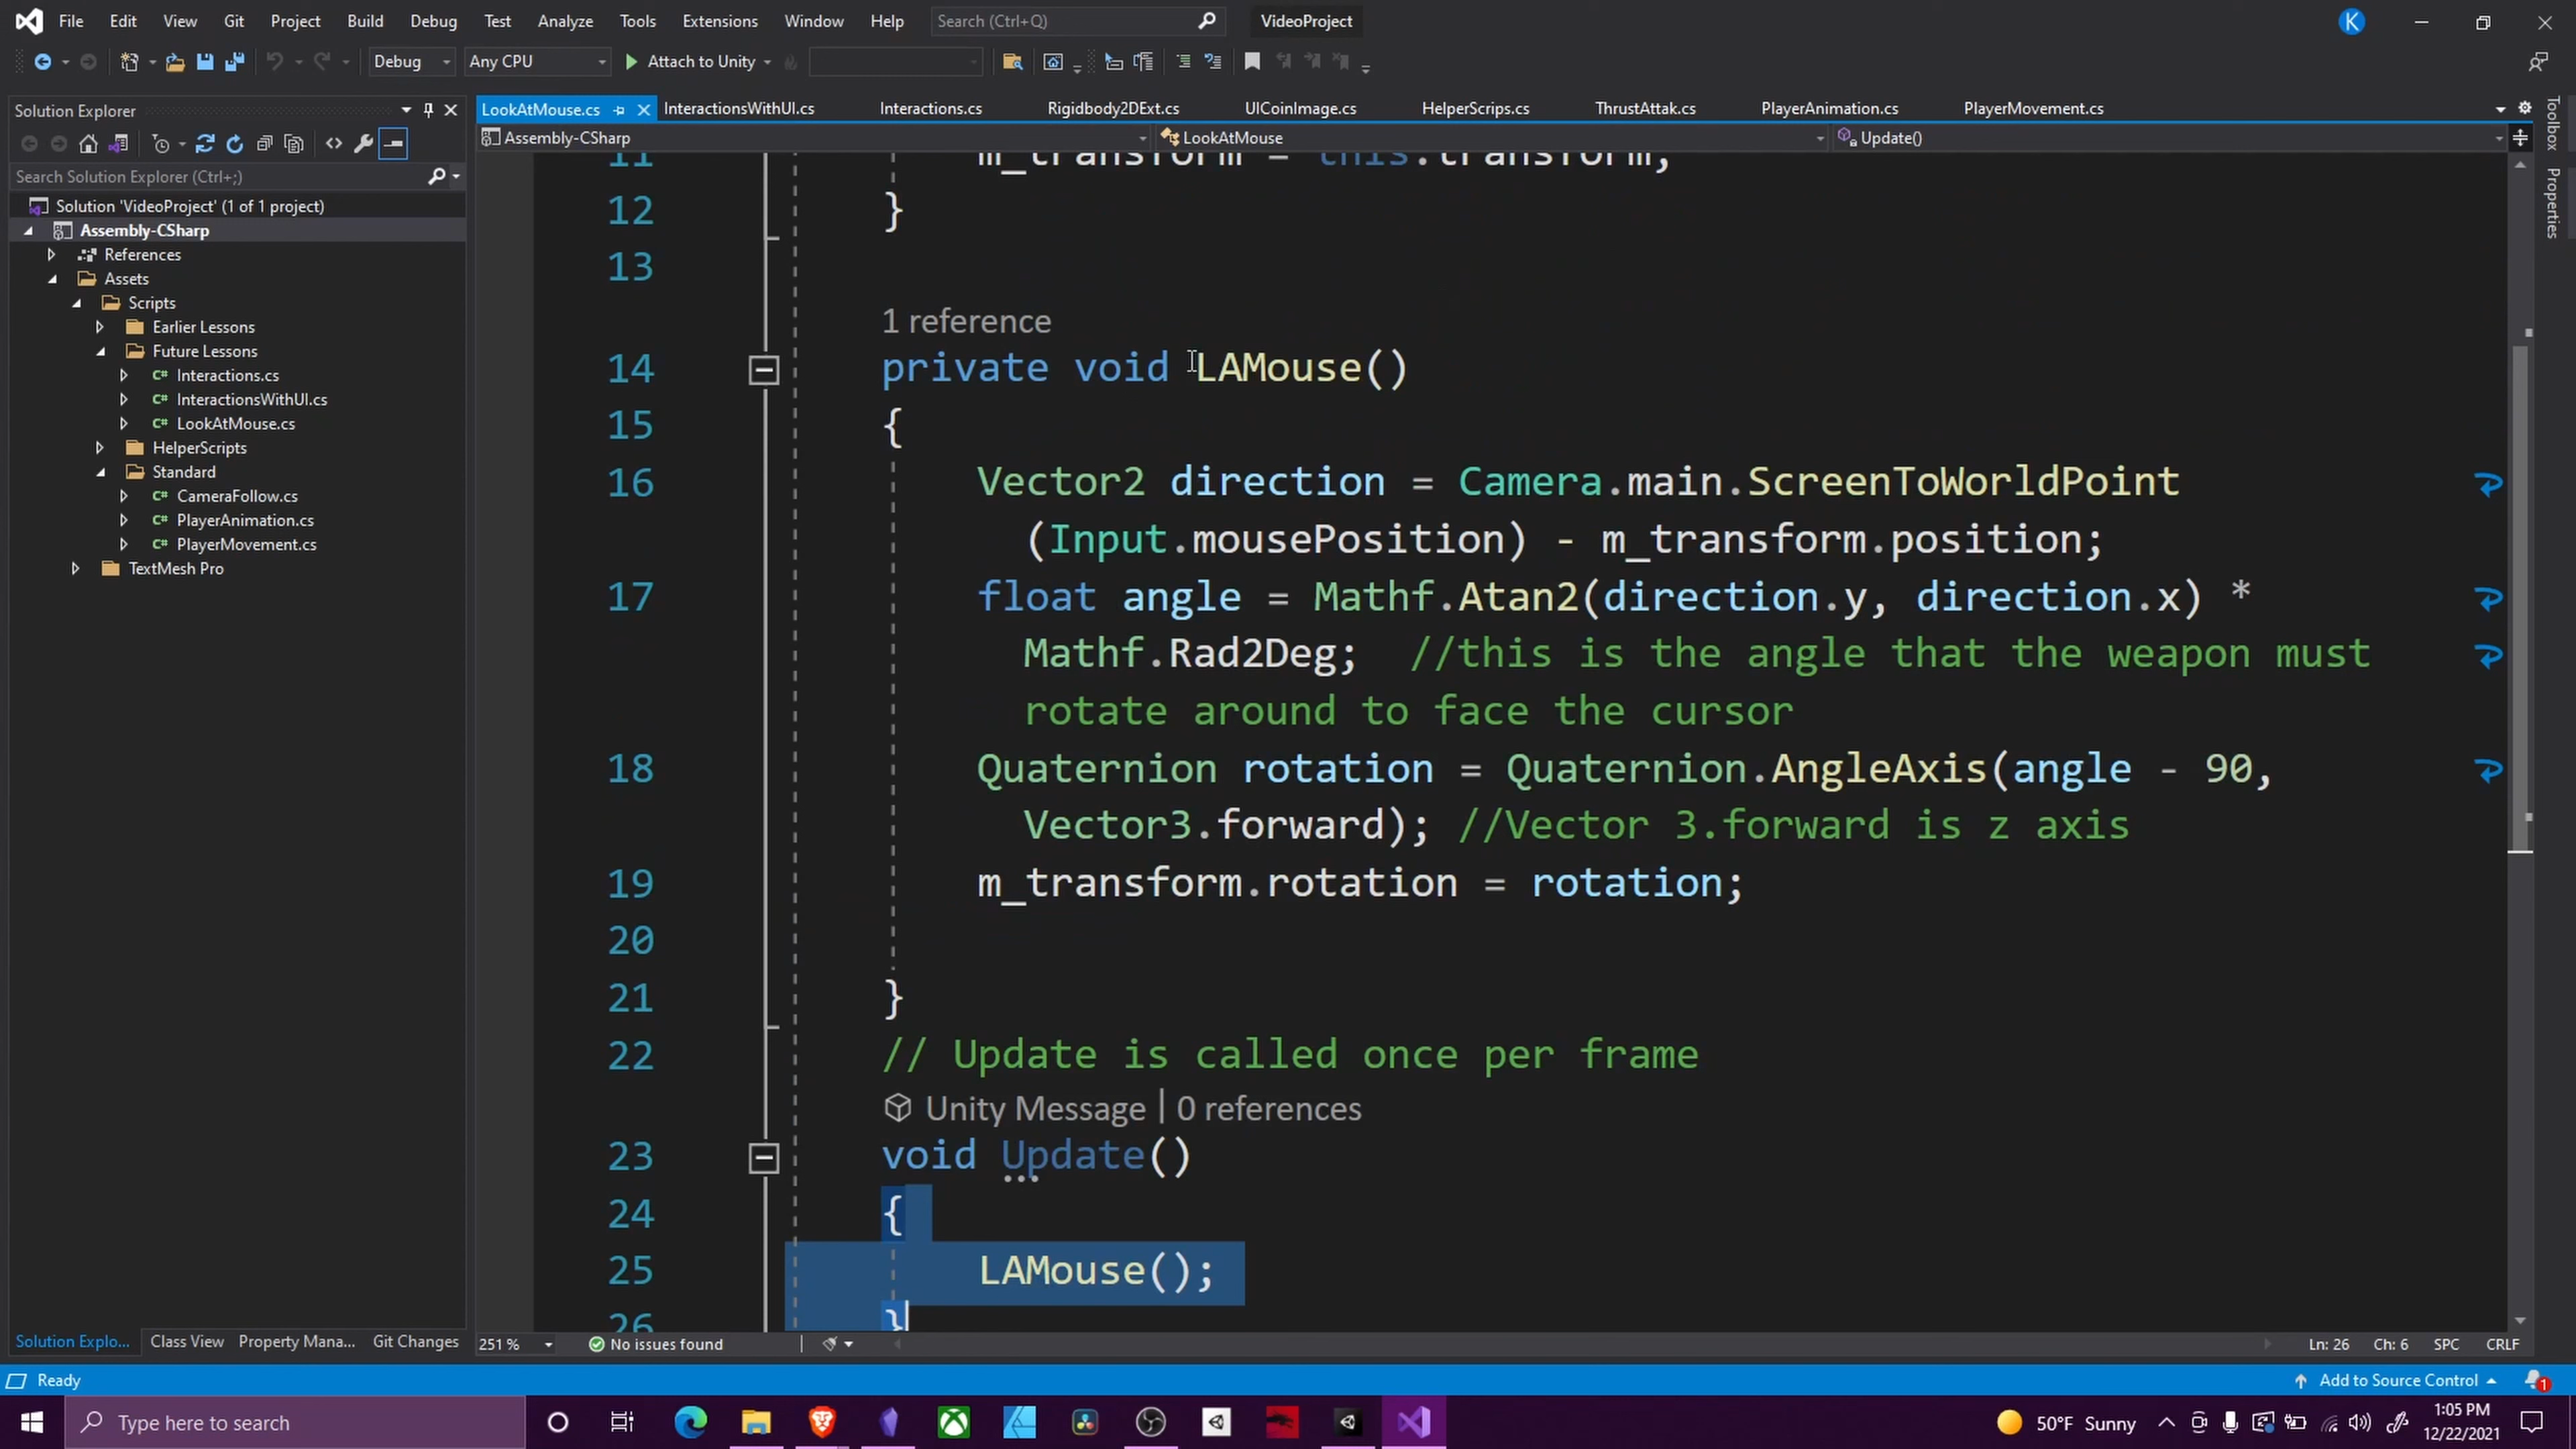 File Edit View Git Project Build Debug Test Analyze Tools Extensions Window Help Search (Ctrl+Q) VideoProject K
Debug Any CPU Attach to Unity
Solution Explorer
Search Solution Explorer (Ctrl+;)
Solution 'VideoProject' (1 of 1 project)
Assembly-CSharp
References
Assets
Scripts
Earlier Lessons
Future Lessons
C# Interactions.cs
C# InteractionsWithUI.cs
C# LookAtMouse.cs
HelperScripts
Standard
C# CameraFollow.cs
C# PlayerAnimation.cs
C# PlayerMovement.cs
TextMesh Pro
Solution Explo... Class View Property Mana... Git Changes
LookAtMouse.cs InteractionsWithUI.cs Interactions.cs Rigidbody2DExt.cs UICoinImage.cs HelperScrips.cs ThrustAttak.cs PlayerAnimation.cs PlayerMovement.cs
Assembly-CSharp LookAtMouse Update()
11 m_transform = this.transform;
12 }
13
1 reference
14 private void LAMouse()
15 {
16 Vector2 direction = Camera.main.ScreenToWorldPoint
(Input.mousePosition) - m_transform.position;
17 float angle = Mathf.Atan2(direction.y, direction.x) *
Mathf.Rad2Deg; //this is the angle that the weapon must
rotate around to face the cursor
18 Quaternion rotation = Quaternion.AngleAxis(angle - 90,
Vector3.forward); //Vector 3.forward is z axis
19 m_transform.rotation = rotation;
20
21 }
22 // Update is called once per frame
Unity Message | 0 references
23 void Update()
24 {
25 LAMouse();
26 }
251 % No issues found Ln: 26 Ch: 6 SPC CRLF
Toolbox
Properties
Ready Add to Source Control 1
Type here to search 50°F Sunny 1:05 PM
12/22/2021